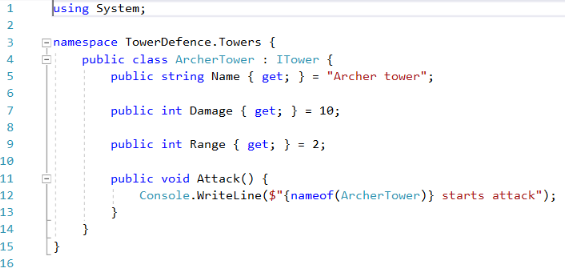 1 using System;
2
3 namespace TowerDefence.Towers {
4 public class ArcherTower : ITower {
5 public string Name { get; } = "Archer tower";
6
7 public int Damage { get; } = 10;
8
9 public int Range { get; } = 2;
10
11 public void Attack() {
12 Console.WriteLine($"{nameof(ArcherTower)} starts attack");
13 }
14 }
15 }
16